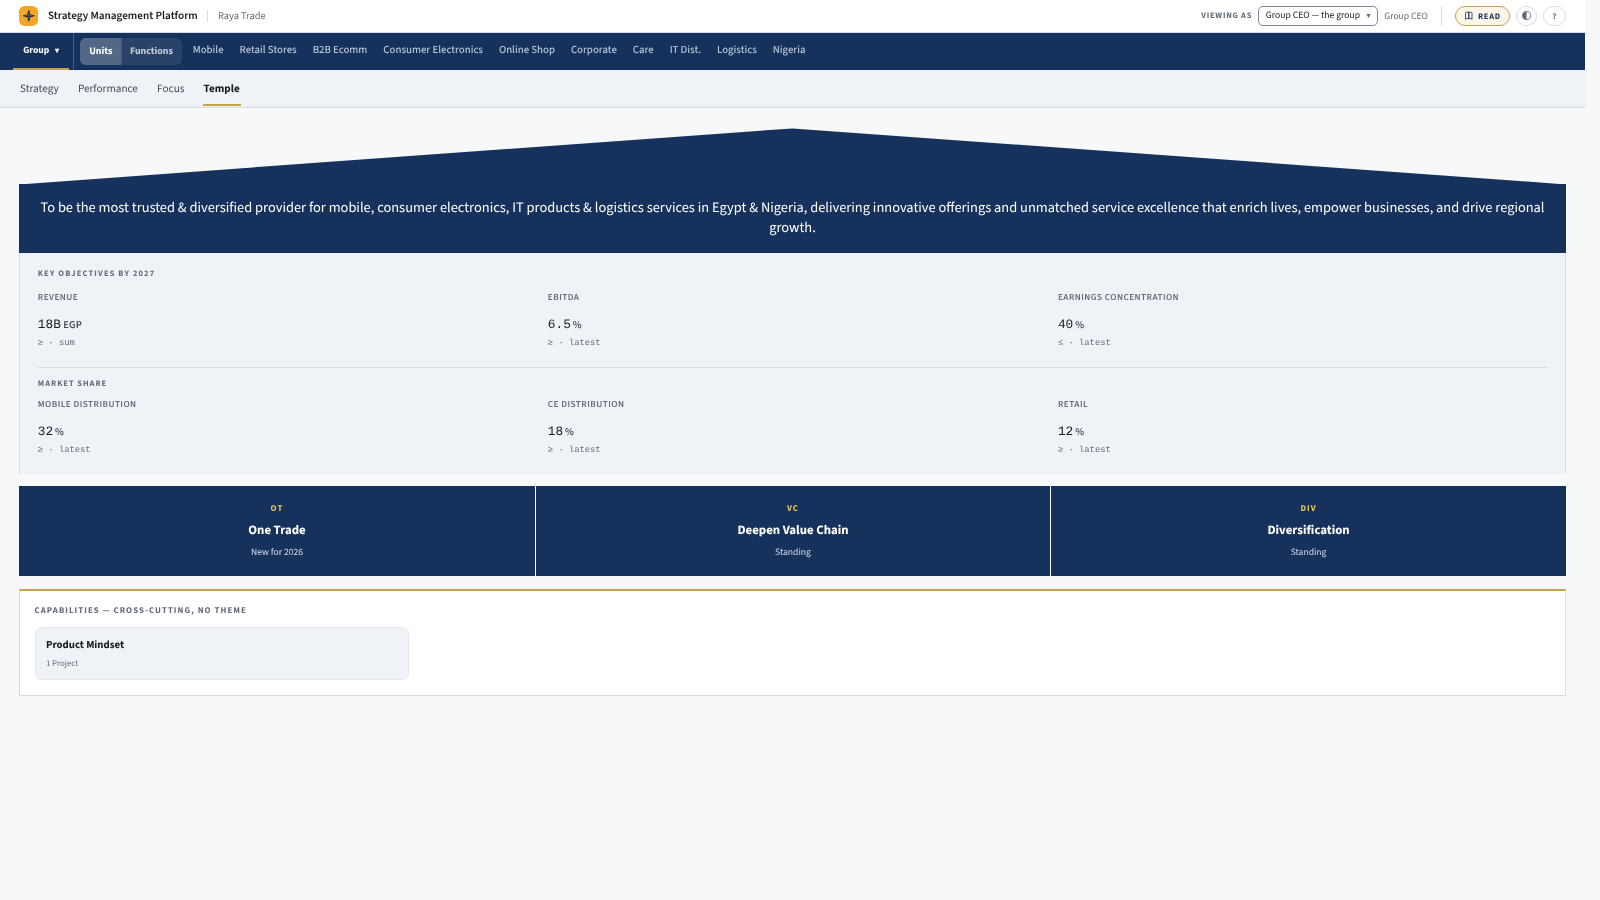 Strategy Management Platform Raya Trade VIEWING AS Group CEO — the group ▾ Group CEO READ ?
Group ▾ Units Functions Mobile Retail Stores B2B Ecomm Consumer Electronics Online Shop Corporate Care IT Dist. Logistics Nigeria
Strategy Performance Focus Temple
To be the most trusted & diversified provider for mobile, consumer electronics, IT products & logistics services in Egypt & Nigeria, delivering innovative offerings and unmatched service excellence that enrich lives, empower businesses, and drive regional
growth.
KEY OBJECTIVES BY 2027
REVENUE EBITDA EARNINGS CONCENTRATION
18B EGP 6.5 % 40 %
≥ · sum ≥ · latest ≤ · latest
MARKET SHARE
MOBILE DISTRIBUTION CE DISTRIBUTION RETAIL
32 % 18 % 12 %
≥ · latest ≥ · latest ≥ · latest
OT VC DIV
One Trade Deepen Value Chain Diversification
New for 2026 Standing Standing
CAPABILITIES — CROSS-CUTTING, NO THEME
Product Mindset
1 Project